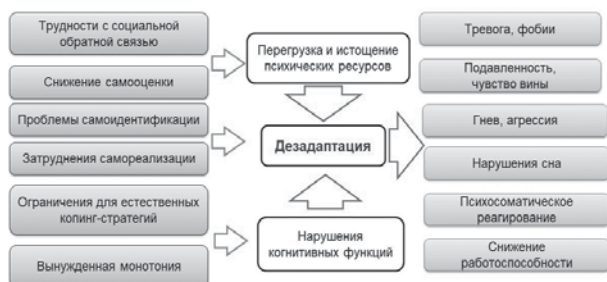 Трудности с социальной
обратной связью
Снижение самооценки
Проблемы самоидентификации
Затруднения самореализации
Ограничения для естественных
копинг-стратегий
Вынужденная монотония
Перегрузка и истощение
психических ресурсов
Дезадаптация
Нарушения
когнитивных функций
Тревога, фобии
Подавленность,
чувство вины
Гнев, агрессия
Нарушения сна
Психосоматическое
реагирование
Снижение
работоспособности